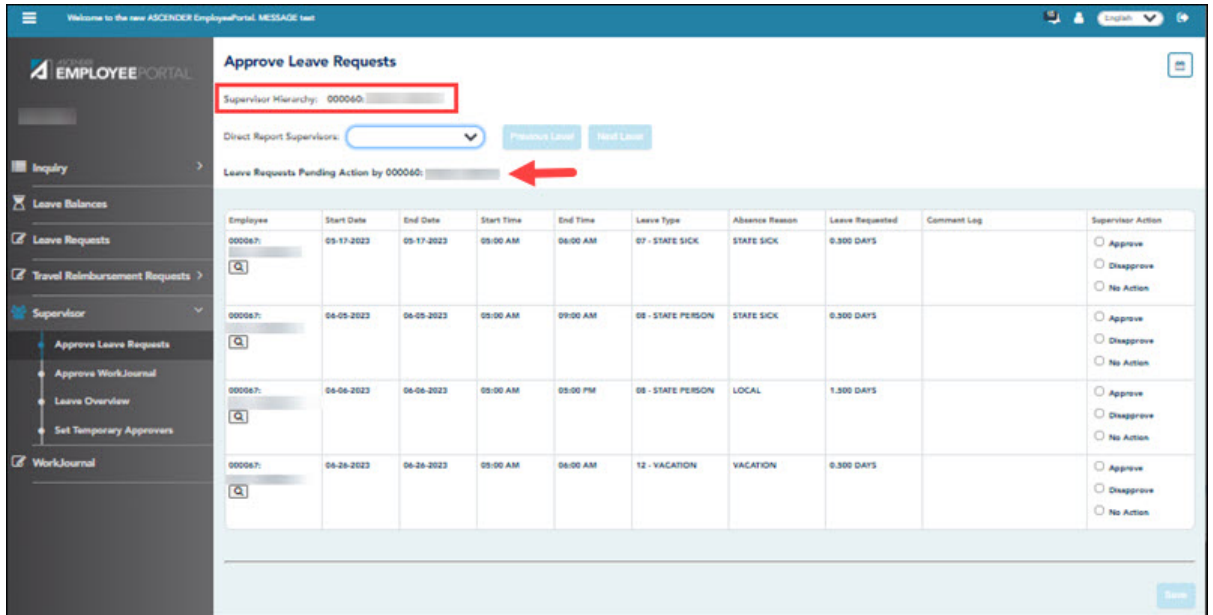 Welcome to the new ASCENDER EmployeePortal. MESSAGE test
English
ASCENDER
EMPLOYEEPORTAL
Inquiry
Leave Balances
Leave Requests
Travel Reimbursement Requests
Supervisor
Approve Leave Requests
Approve WorkJournal
Leave Overview
Set Temporary Approvers
WorkJournal
Approve Leave Requests
Supervisor Hierarchy: 000060:
Direct Report Supervisors: Previous Level Next Level
Leave Requests Pending Action by 000060:
Employee Start Date End Date Start Time End Time Leave Type Absence Reason Leave Requested Comment Log Supervisor Action
000067: 05-17-2023 05-17-2023 05:00 AM 06:00 AM 07 - STATE SICK STATE SICK 0.500 DAYS Approve
Disapprove
No Action
000067: 06-05-2023 06-05-2023 05:00 AM 09:00 AM 08 - STATE PERSON STATE SICK 0.500 DAYS Approve
Disapprove
No Action
000067: 06-06-2023 06-06-2023 05:00 AM 05:00 PM 08 - STATE PERSON LOCAL 1.500 DAYS Approve
Disapprove
No Action
000067: 06-26-2023 06-26-2023 05:00 AM 06:00 AM 12 - VACATION VACATION 0.500 DAYS Approve
Disapprove
No Action
Save